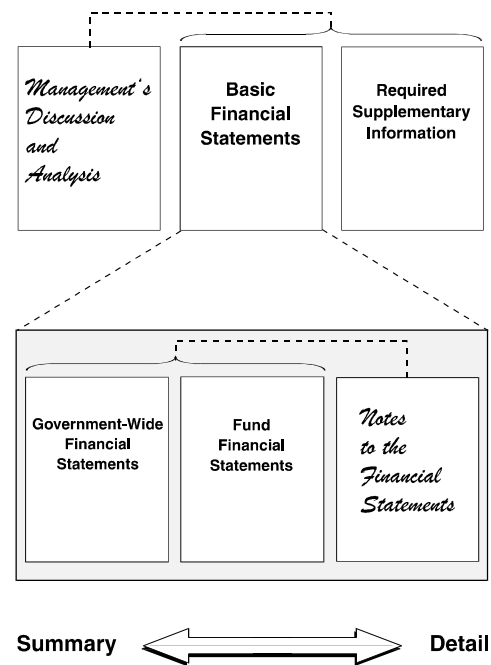 Management's
Discussion
and
Analysis
Basic
Financial
Statements
Required
Supplementary
Information
Government-Wide
Financial
Statements
Fund
Financial
Statements
Notes
to the
Financial
Statements
Summary
Detail